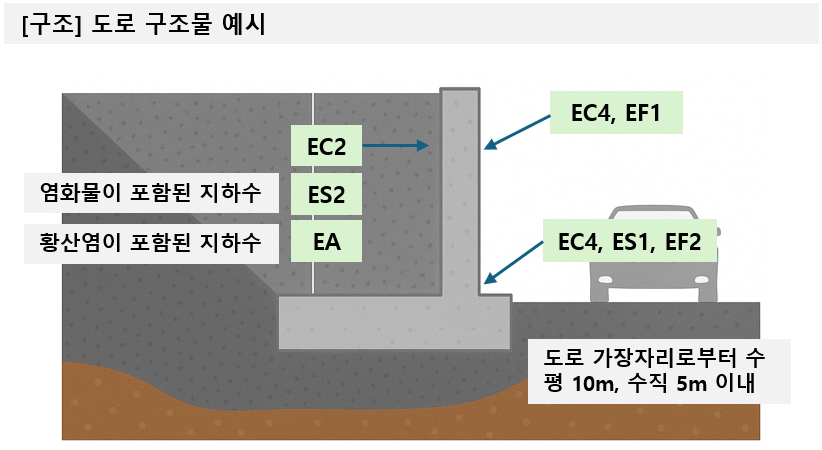 [구조] 도로 구조물 예시
EC4, EF1
EC2
염화물이 포함된 지하수
ES2
황산염이 포함된 지하수
EA
EC4, ES1, EF2
도로 가장자리로부터 수
평 10m, 수직 5m 이내